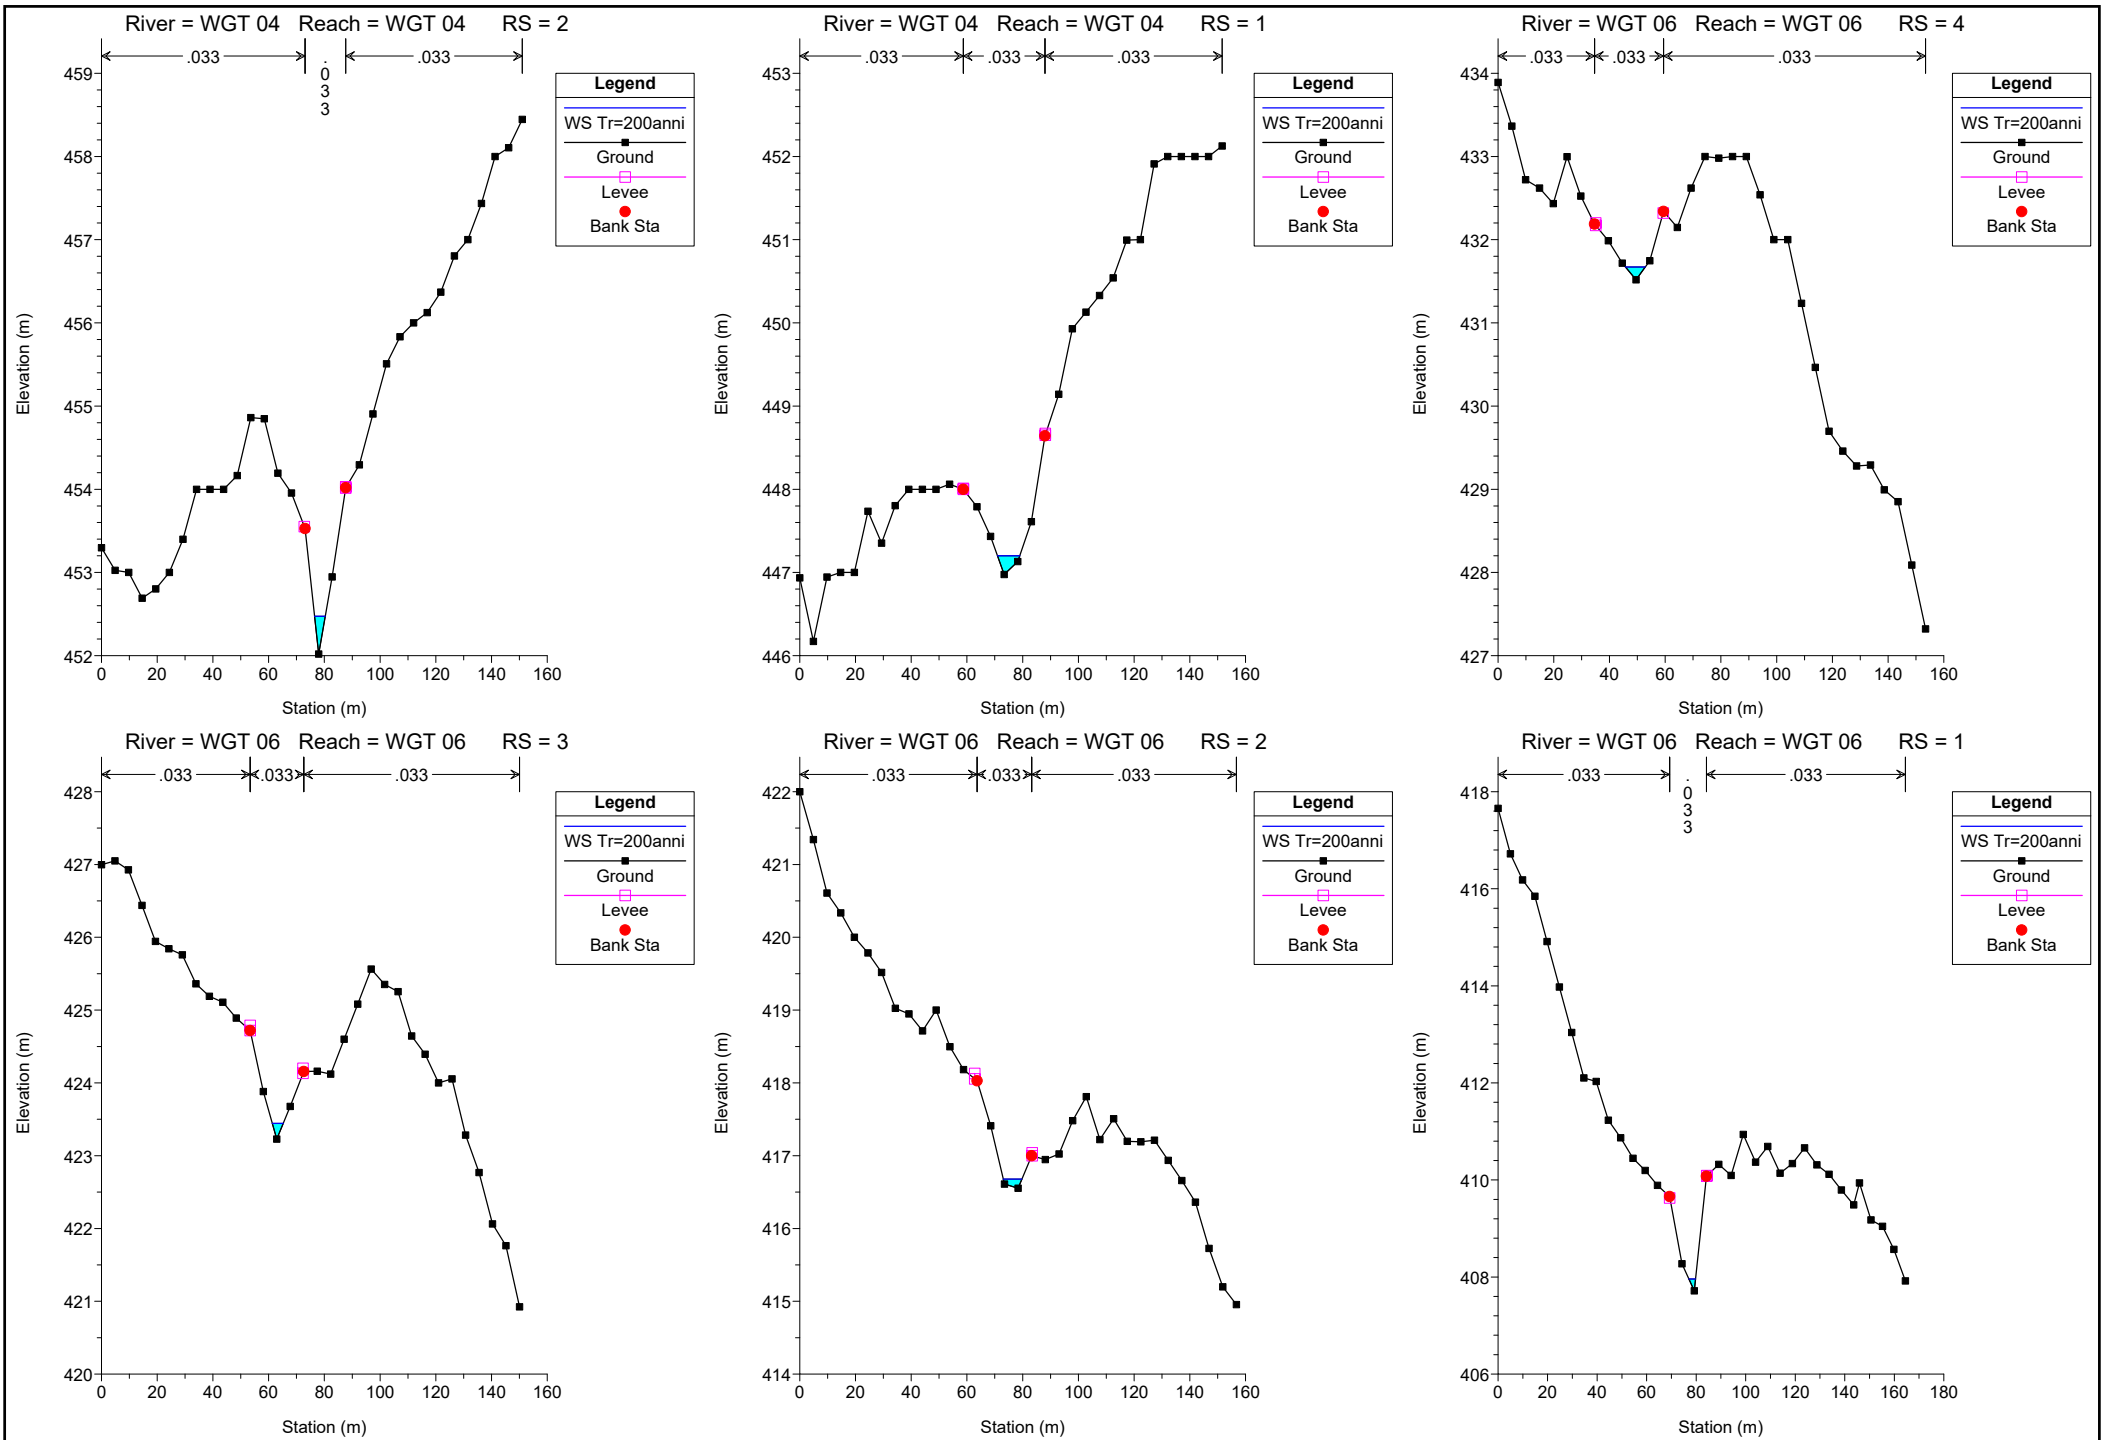 River = WGT 04 Reach = WGT 04 RS = 2
.033 .033 .033
459
458
457
456
455
454
453
452
0 20 40 60 80 100 120 140 160
Station (m)
Elevation (m)
Legend
WS Tr=200anni
Ground
Levee
Bank Sta
River = WGT 04 Reach = WGT 04 RS = 1
.033 .033 .033
453
452
451
450
449
448
447
446
0 20 40 60 80 100 120 140 160
Station (m)
Elevation (m)
Legend
WS Tr=200anni
Ground
Levee
Bank Sta
River = WGT 06 Reach = WGT 06 RS = 4
.033 .033 .033
434
433
432
431
430
429
428
427
0 20 40 60 80 100 120 140 160
Station (m)
Elevation (m)
Legend
WS Tr=200anni
Ground
Levee
Bank Sta
River = WGT 06 Reach = WGT 06 RS = 3
.033 .033 .033
428
427
426
425
424
423
422
421
420
0 20 40 60 80 100 120 140 160
Station (m)
Elevation (m)
Legend
WS Tr=200anni
Ground
Levee
Bank Sta
River = WGT 06 Reach = WGT 06 RS = 2
.033 .033 .033
422
421
420
419
418
417
416
415
414
0 20 40 60 80 100 120 140 160
Station (m)
Elevation (m)
Legend
WS Tr=200anni
Ground
Levee
Bank Sta
River = WGT 06 Reach = WGT 06 RS = 1
.033 .033 .033
418
416
414
412
410
408
406
0 20 40 60 80 100 120 140 160 180
Station (m)
Elevation (m)
Legend
WS Tr=200anni
Ground
Levee
Bank Sta